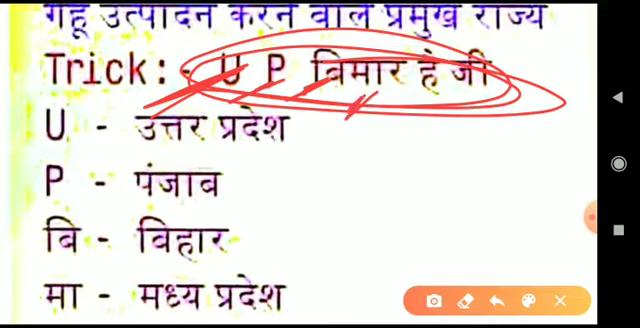 गेहू उत्पादन करने वाले प्रमुख राज्य
Trick:- U P बिमार है जी
U - उत्तर प्रदेश
P - पंजाब
बि - बिहार
मा - मध्य प्रदेश